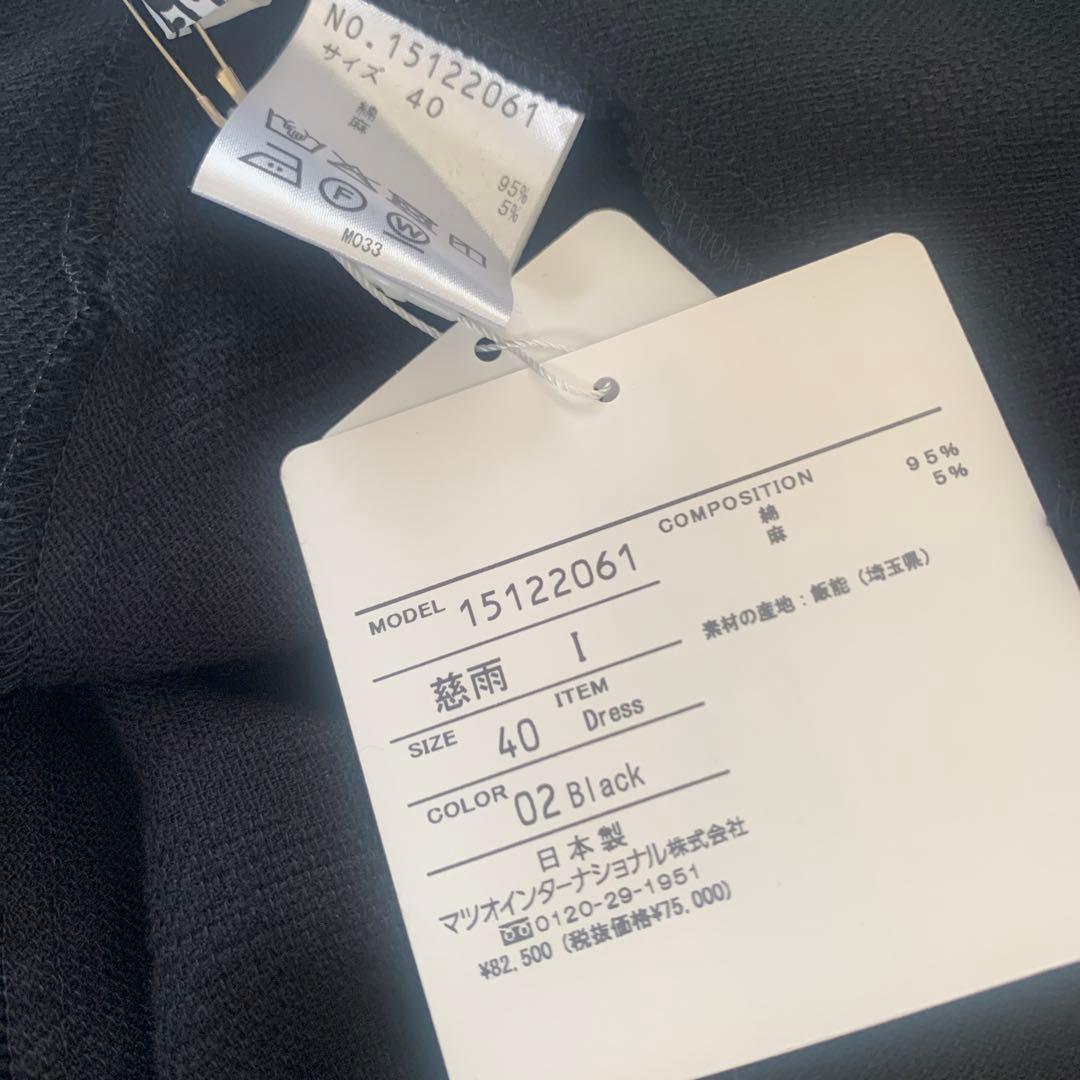 NO.15122061
サイズ 40
綿 95%
麻 5%
F W
M033
COMPOSITION
綿 95%
麻 5%
素材の産地:飯能(埼玉県)
MODEL 15122061
慈雨 I
SIZE 40 ITEM Dress
COLOR 02 Black
日本製
マツオインターナショナル株式会社
0120-29-1951
¥82,500(税抜価格¥75,000)